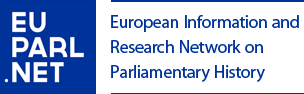 EU
PARL
.NET
European Information and
Research Network on
Parliamentary History